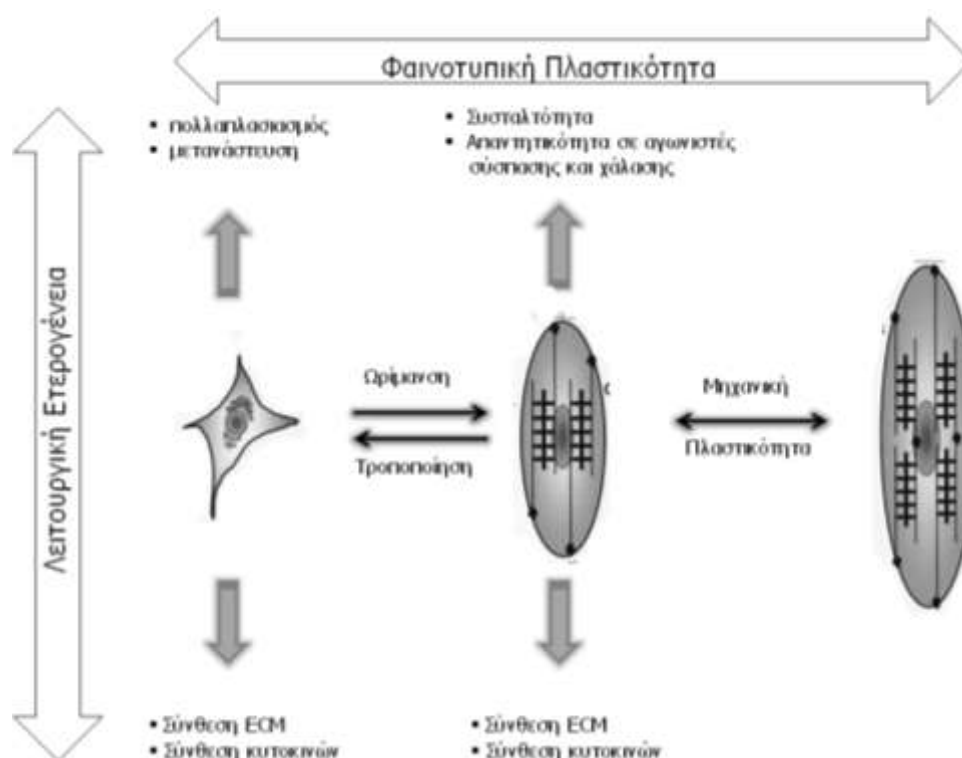 Φαινοτυπική Πλαστικότητα
• πολλαπλασιασμός
• μετανάστευση
• Συσταλτότητα
• Απαντητικότητα σε αγωνιστές
σύσπασης και χάλασης
Λειτουργική Ετερογένεια
Ωρίμανση
Τροποποίηση
Μηχανική
Πλαστικότητα
• Σύνθεση ECM
• Σύνθεση κυτοκινών
• Σύνθεση ECM
• Σύνθεση κυτοκινών